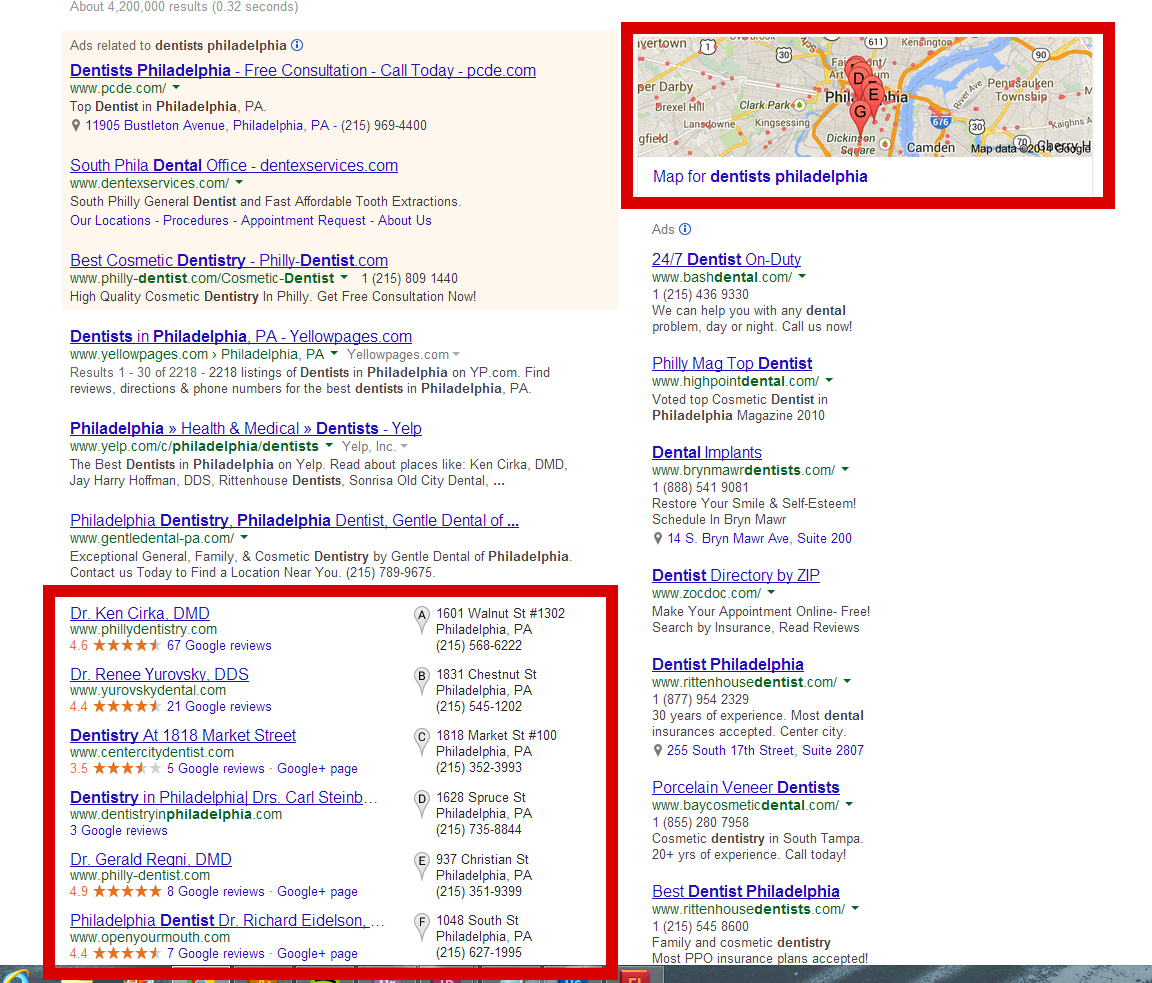 About 4,200,000 results (0.32 seconds)
Ads related to dentists philadelphia
Dentists Philadelphia - Free Consultation - Call Today - pcde.com
www.pcde.com/
Top Dentist in Philadelphia, PA.
11905 Bustleton Avenue, Philadelphia, PA - (215) 969-4400
South Phila Dental Office - dentexservices.com
www.dentexservices.com/
South Philly General Dentist and Fast Affordable Tooth Extractions.
Our Locations - Procedures - Appointment Request - About Us
Best Cosmetic Dentistry - Philly-Dentist.com
www.philly-dentist.com/Cosmetic-Dentist 1 (215) 809 1440
High Quality Cosmetic Dentistry In Philly. Get Free Consultation Now!
Dentists in Philadelphia, PA - Yellowpages.com
www.yellowpages.com › Philadelphia, PA Yellowpages.com
Results 1 - 30 of 2218 - 2218 listings of Dentists in Philadelphia on YP.com. Find
reviews, directions & phone numbers for the best dentists in Philadelphia, PA.
Philadelphia » Health & Medical » Dentists - Yelp
www.yelp.com/c/philadelphia/dentists Yelp, Inc.
The Best Dentists in Philadelphia on Yelp. Read about places like: Ken Cirka, DMD,
Jay Harry Hoffman, DDS, Rittenhouse Dentists, Sonrisa Old City Dental, ...
Philadelphia Dentistry, Philadelphia Dentist, Gentle Dental of ...
www.gentledental-pa.com/
Exceptional General, Family, & Cosmetic Dentistry by Gentle Dental of Philadelphia.
Contact us Today to Find a Location Near You. (215) 789-9675.
Dr. Ken Cirka, DMD
www.phillydentistry.com
4.6 67 Google reviews
A 1601 Walnut St #1302
Philadelphia, PA
(215) 568-6222
Dr. Renee Yurovsky, DDS
www.yurovskydental.com
4.4 21 Google reviews
B 1831 Chestnut St
Philadelphia, PA
(215) 545-1202
Dentistry At 1818 Market Street
www.centercitydentist.com
3.5 5 Google reviews · Google+ page
C 1818 Market St #100
Philadelphia, PA
(215) 352-3993
Dentistry in Philadelphia| Drs. Carl Steinb...
www.dentistryinphiladelphia.com
3 Google reviews
D 1628 Spruce St
Philadelphia, PA
(215) 735-8844
Dr. Gerald Regni, DMD
www.philly-dentist.com
4.9 8 Google reviews · Google+ page
E 937 Christian St
Philadelphia, PA
(215) 351-9399
Philadelphia Dentist Dr. Richard Eidelson, ...
www.openyourmouth.com
4.4 7 Google reviews · Google+ page
F 1048 South St
Philadelphia, PA
(215) 627-1995
vertown
1
30
611
Kensington
90
per Darby
Drexel Hill
Clark Park
Lansdowne
Kingsessing
gfield
Dickinson
Square
D
E
G
Pennsauken
Township
River Ave
Kaighns A
676
30
70
Camden
Map data ©2014 Google
Map for dentists philadelphia
Ads
24/7 Dentist On-Duty
www.bashdental.com/
1 (215) 436 9330
We can help you with any dental
problem, day or night. Call us now!
Philly Mag Top Dentist
www.highpointdental.com/
Voted top Cosmetic Dentist in
Philadelphia Magazine 2010
Dental Implants
www.brynmawrdentists.com/
1 (888) 541 9081
Restore Your Smile & Self-Esteem!
Schedule In Bryn Mawr
14 S. Bryn Mawr Ave, Suite 200
Dentist Directory by ZIP
www.zocdoc.com/
Make Your Appointment Online- Free!
Search by Insurance, Read Reviews
Dentist Philadelphia
www.rittenhousedentist.com/
1 (877) 954 2329
30 years of experience. Most dental
insurances accepted. Center city.
255 South 17th Street, Suite 2807
Porcelain Veneer Dentists
www.baycosmeticdental.com/
1 (855) 280 7958
Cosmetic dentistry in South Tampa.
20+ yrs of experience. Call today!
Best Dentist Philadelphia
www.rittenhousedentists.com/
1 (215) 545 8600
Family and cosmetic dentistry
Most PPO insurance plans accepted!